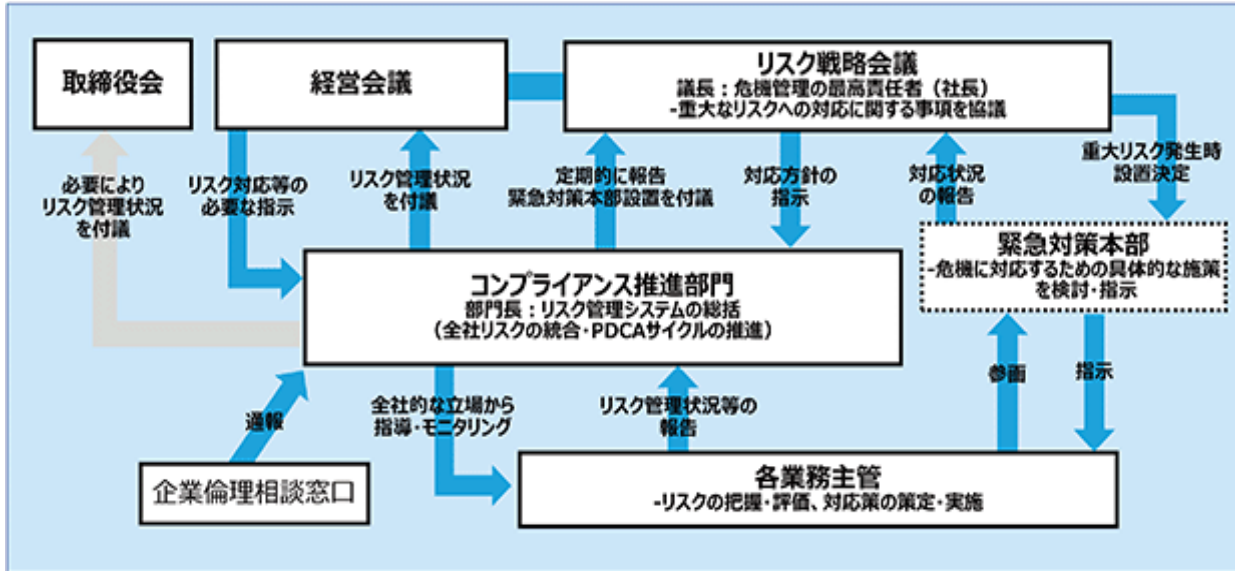 取締役会
経営会議
リスク戦略会議
議長：危機管理の最高責任者（社長）
-重大なリスクへの対応に関する事項を協議
必要により
リスク管理状況
を付議
リスク対応等の
必要な指示
リスク管理状況
を付議
定期的に報告
緊急対策本部設置を付議
対応方針の
指示
対応状況
の報告
重大リスク発生時
設置決定
緊急対策本部
-危機に対応するための具体的な施策
を検討・指示
コンプライアンス推進部門
部門長：リスク管理システムの総括
（全社リスクの統合・PDCAサイクルの推進）
通報
全社的な立場から
指導・モニタリング
リスク管理状況等の
報告
参画
指示
企業倫理相談窓口
各業務主管
-リスクの把握・評価、対応策の策定・実施